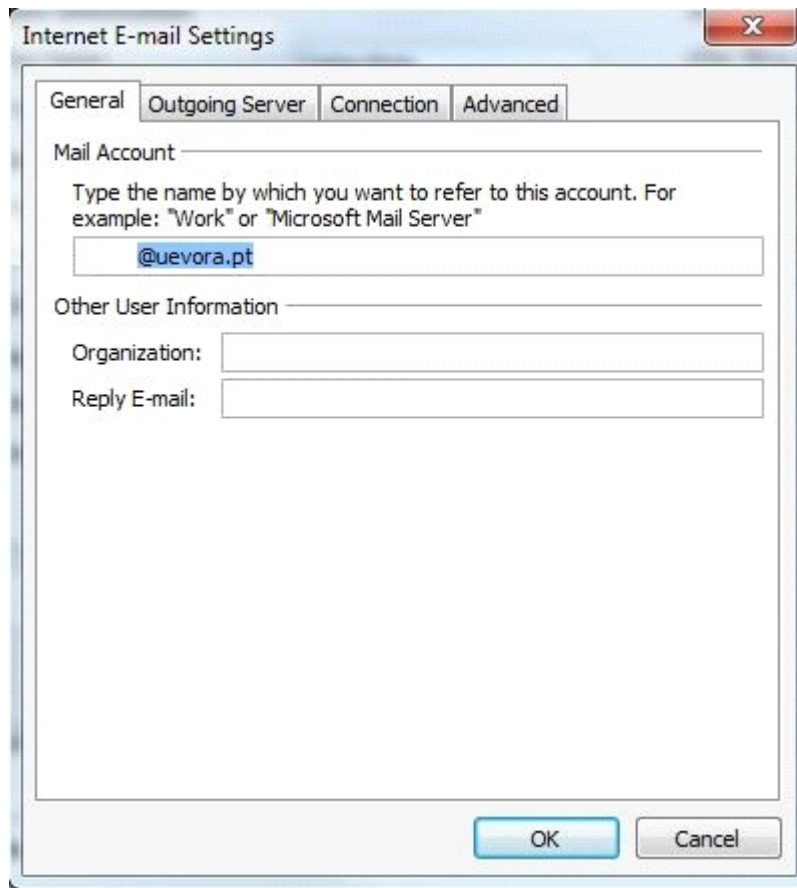 Internet E-mail Settings
General Outgoing Server Connection Advanced
Mail Account
Type the name by which you want to refer to this account. For
example: "Work" or "Microsoft Mail Server"
@uevora.pt
Other User Information
Organization:
Reply E-mail:
OK Cancel